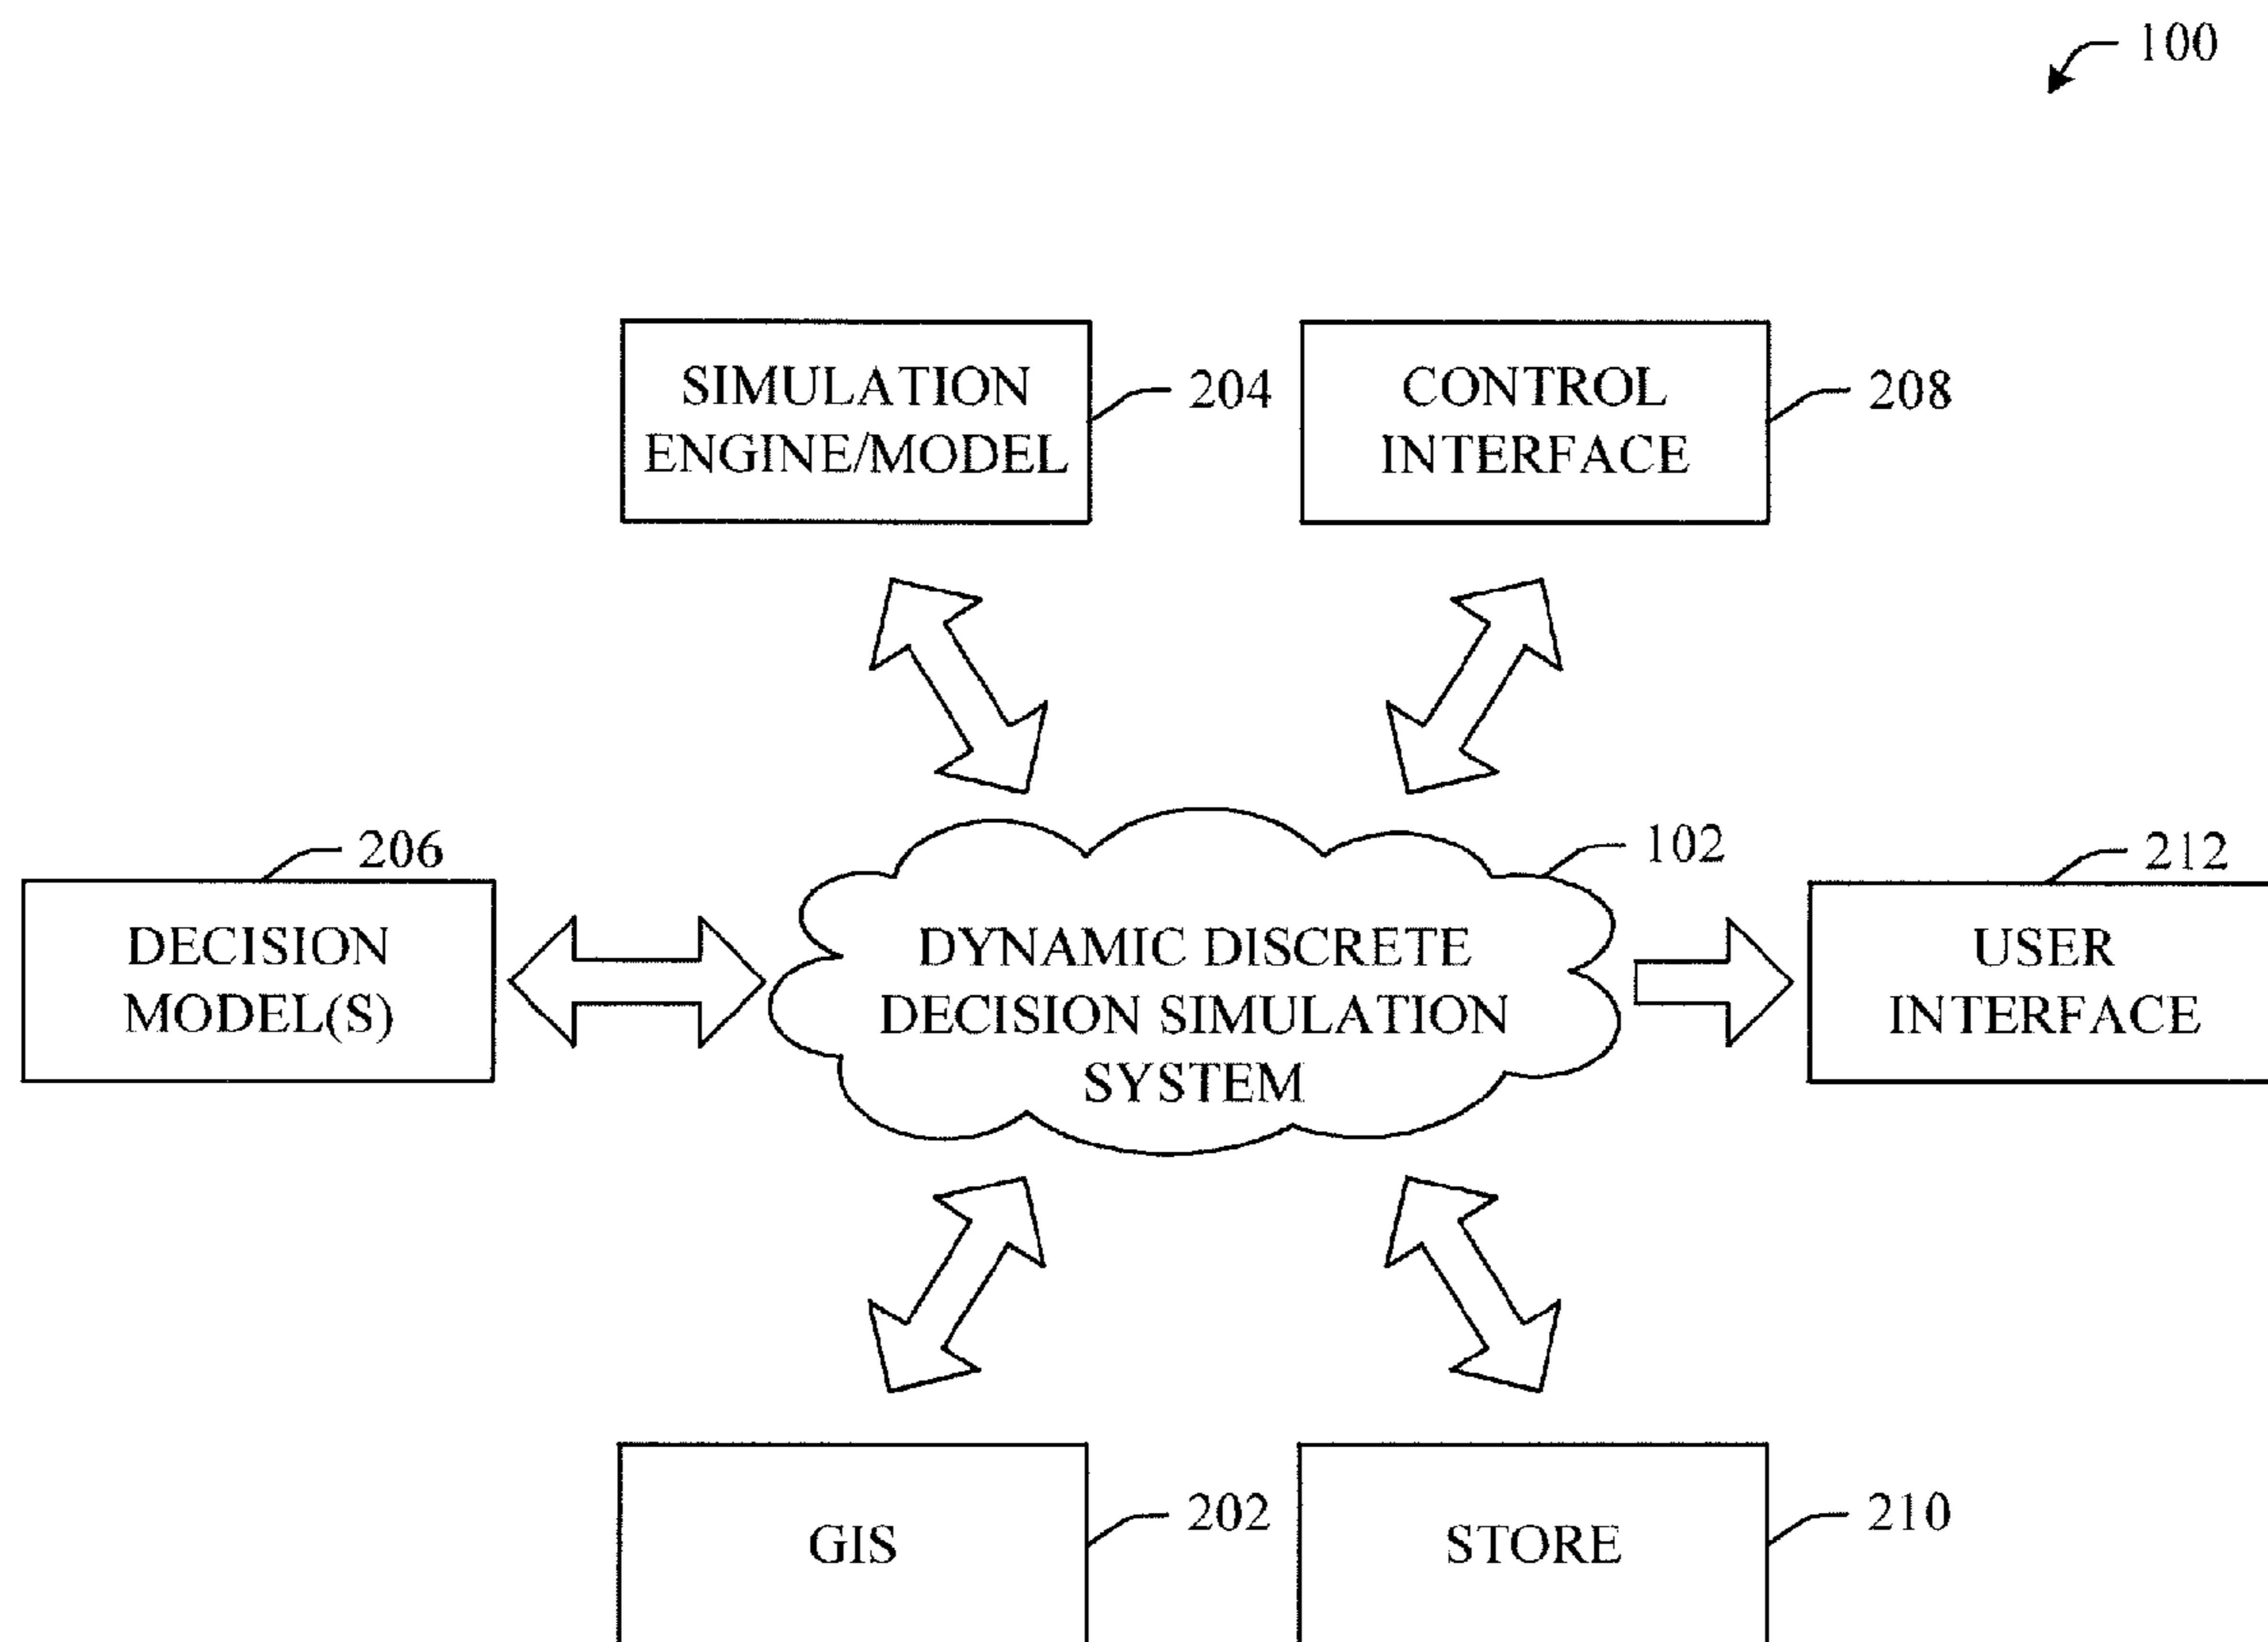 100
SIMULATION
ENGINE/MODEL
204
CONTROL
INTERFACE
208
206
DECISION
MODEL(S)
102
DYNAMIC DISCRETE
DECISION SIMULATION
SYSTEM
212
USER
INTERFACE
GIS
202
STORE
210